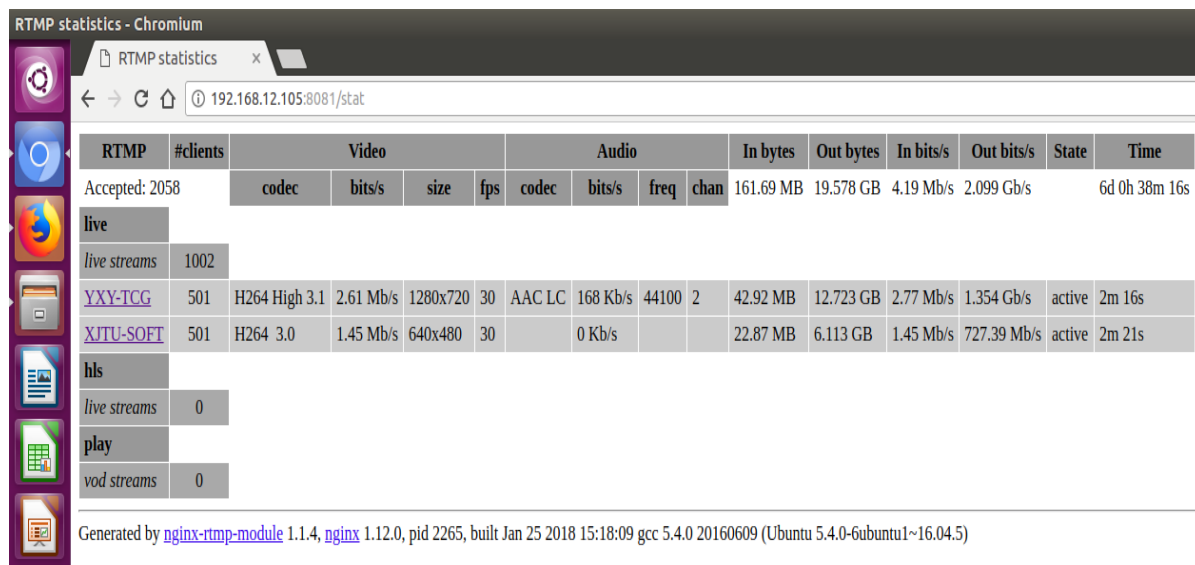 RTMP statistics - Chromium
RTMP statistics
192.168.12.105:8081/stat
RTMP #clients Video Audio In bytes Out bytes In bits/s Out bits/s State Time
Accepted: 2058 codec bits/s size fps codec bits/s freq chan 161.69 MB 19.578 GB 4.19 Mb/s 2.099 Gb/s 6d 0h 38m 16s
live
live streams 1002
YXY-TCG 501 H264 High 3.1 2.61 Mb/s 1280x720 30 AAC LC 168 Kb/s 44100 2 42.92 MB 12.723 GB 2.77 Mb/s 1.354 Gb/s active 2m 16s
XJTU-SOFT 501 H264 3.0 1.45 Mb/s 640x480 30 0 Kb/s 22.87 MB 6.113 GB 1.45 Mb/s 727.39 Mb/s active 2m 21s
hls
live streams 0
play
vod streams 0
Generated by nginx-rtmp-module 1.1.4, nginx 1.12.0, pid 2265, built Jan 25 2018 15:18:09 gcc 5.4.0 20160609 (Ubuntu 5.4.0-6ubuntu1~16.04.5)